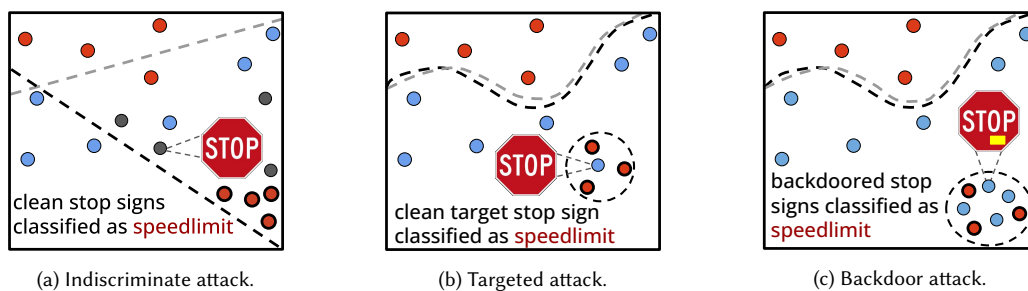 STOP
clean stop signs
classified as speedlimit
(a) Indiscriminate attack.
STOP
clean target stop sign
classified as speedlimit
(b) Targeted attack.
STOP
backdoored stop
signs classified as
speedlimit
(c) Backdoor attack.